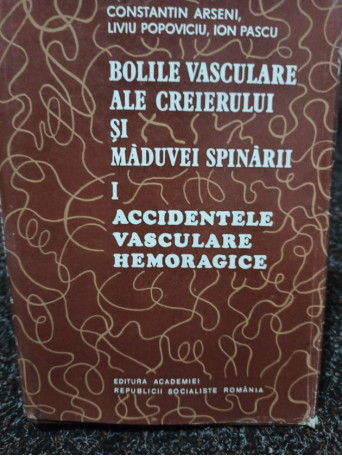 CONSTANTIN ARSENI,
LIVIU POPOVICIU, ION PASCU
BOLILE VASCULARE
ALE CREIERULUI
ȘI
MĂDUVEI SPINĂRII
I
ACCIDENTELE
VASCULARE
HEMORAGICE
EDITURA ACADEMIEI
REPUBLICII SOCIALISTE ROMÂNIA